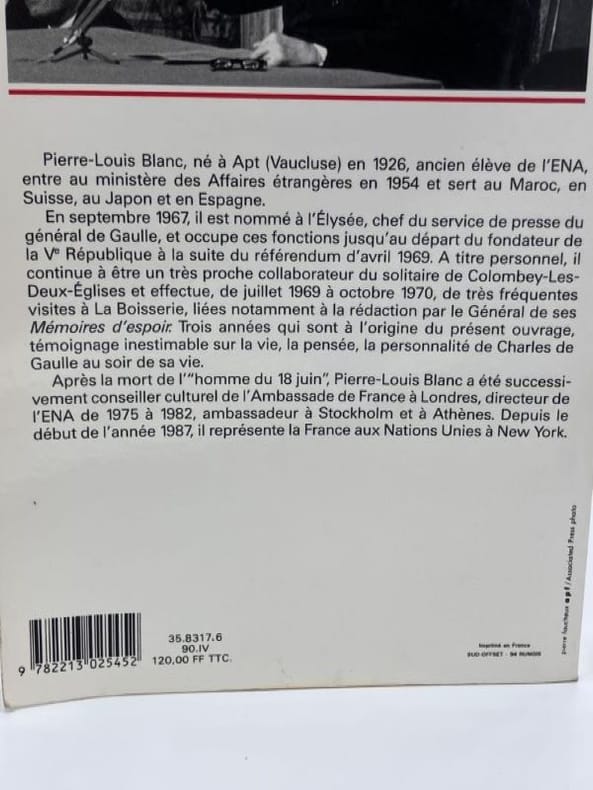 Pierre-Louis Blanc, né à Apt (Vaucluse) en 1926, ancien élève de l'ENA,
entre au ministère des Affaires étrangères en 1954 et sert au Maroc, en
Suisse, au Japon et en Espagne.
En septembre 1967, il est nommé à l'Élysée, chef du service de presse du
général de Gaulle, et occupe ces fonctions jusqu'au départ du fondateur de
la Vᵉ République à la suite du référendum d'avril 1969. A titre personnel, il
continue à être un très proche collaborateur du solitaire de Colombey-Les-
Deux-Églises et effectue, de juillet 1969 à octobre 1970, de très fréquentes
visites à La Boisserie, liées notamment à la rédaction par le Général de ses
Mémoires d'espoir. Trois années qui sont à l'origine du présent ouvrage,
témoignage inestimable sur la vie, la pensée, la personnalité de Charles de
Gaulle au soir de sa vie.
Après la mort de l'"homme du 18 juin", Pierre-Louis Blanc a été successi-
vement conseiller culturel de l'Ambassade de France à Londres, directeur de
l'ENA de 1975 à 1982, ambassadeur à Stockholm et à Athènes. Depuis le
début de l'année 1987, il représente la France aux Nations Unies à New York.
pierre faucheux apf / Associated Press photo
9 782213 025452
35.8317.6
90.IV
120,00 FF TTC.
Imprimé en France
SUD-OFFSET - 94 RUNGIS